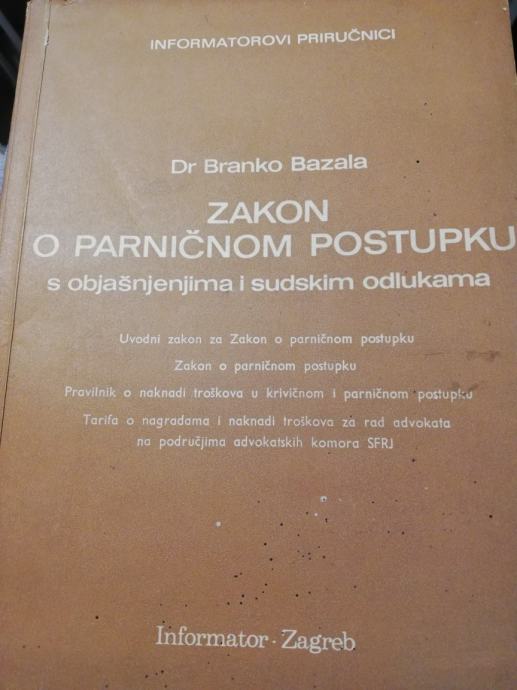 INFORMATOROVI PRIRUČNICI
Dr Branko Bazala
ZAKON
O PARNIČNOM POSTUPKU
s objašnjenjima i sudskim odlukama
Uvodni zakon za Zakon o parničnom postupku
Zakon o parničnom postupku
Pravilnik o naknadi troškova u krivičnom i parničnom postupku
Tarifa o nagradama i naknadi troškova za rad advokata
na područjima advokatskih komora SFRJ
Informator · Zagreb